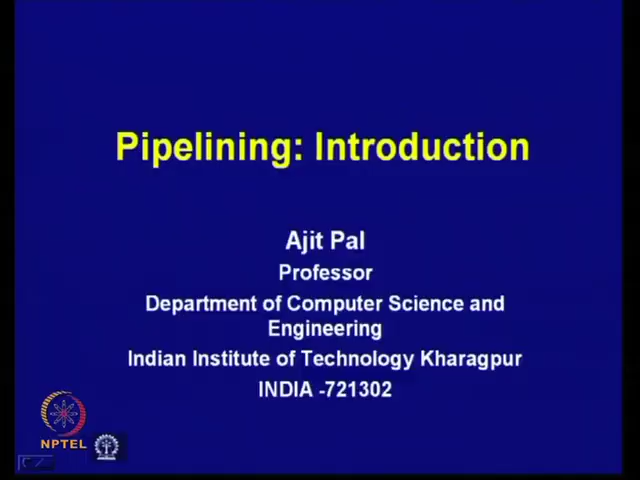 Pipelining: Introduction
Ajit Pal
Professor
Department of Computer Science and
Engineering
Indian Institute of Technology Kharagpur
INDIA -721302
NPTEL